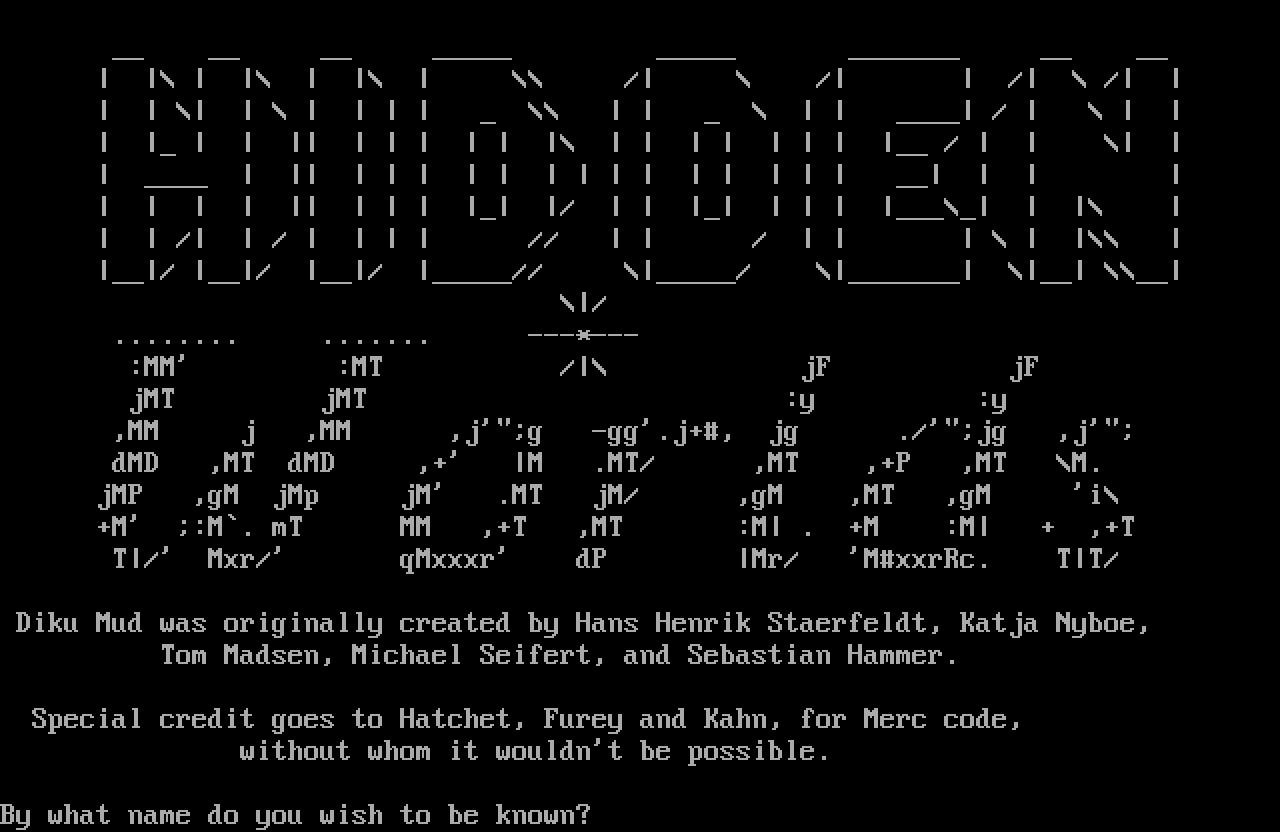 HIDDEN
Worlds
Diku Mud was originally created by Hans Henrik Staerfeldt, Katja Nyboe,
Tom Madsen, Michael Seifert, and Sebastian Hammer.
Special credit goes to Hatchet, Furey and Kahn, for Merc code,
without whom it wouldn't be possible.
By what name do you wish to be known?